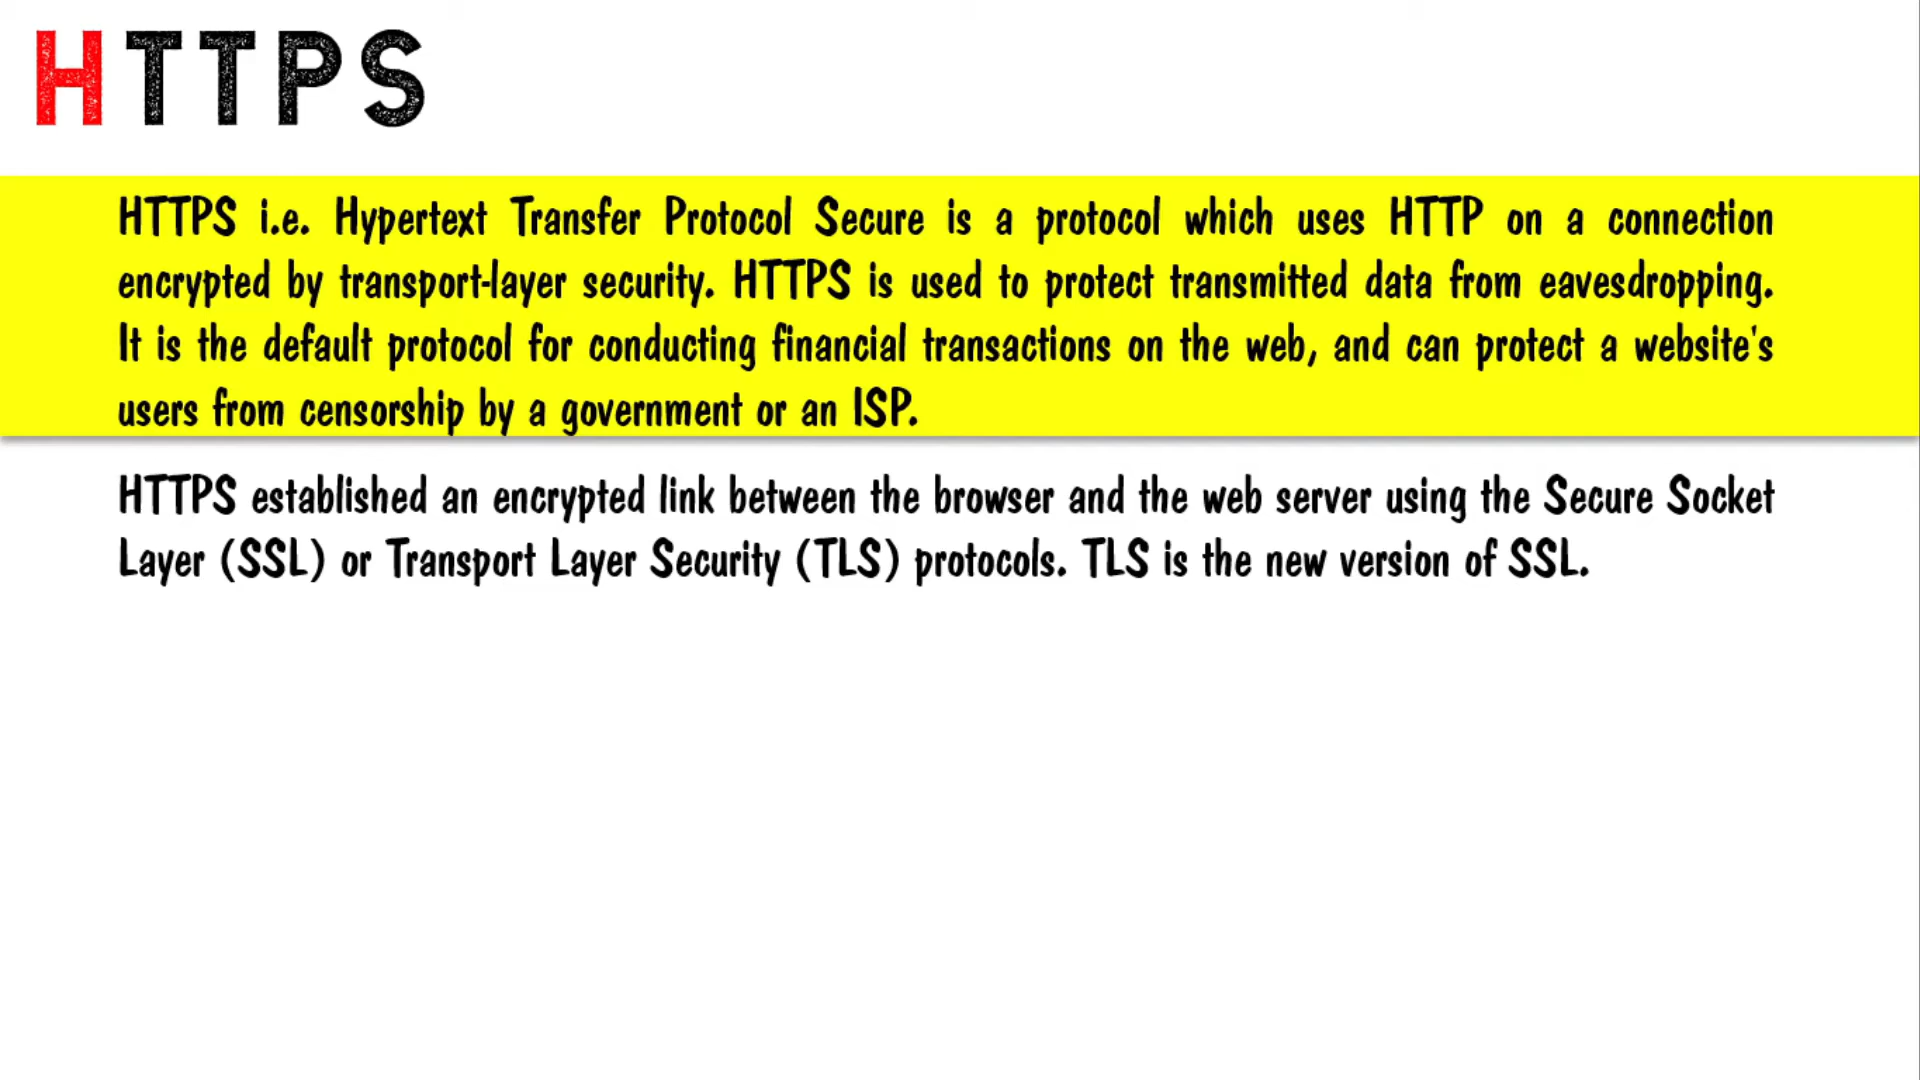 HTTPS
HTTPS i.e. Hypertext Transfer Protocol Secure is a protocol which uses HTTP on a connection
encrypted by transport-layer security. HTTPS is used to protect transmitted data from eavesdropping.
It is the default protocol for conducting financial transactions on the web, and can protect a website's
users from censorship by a government or an ISP.
HTTPS established an encrypted link between the browser and the web server using the Secure Socket
Layer (SSL) or Transport Layer Security (TLS) protocols. TLS is the new version of SSL.